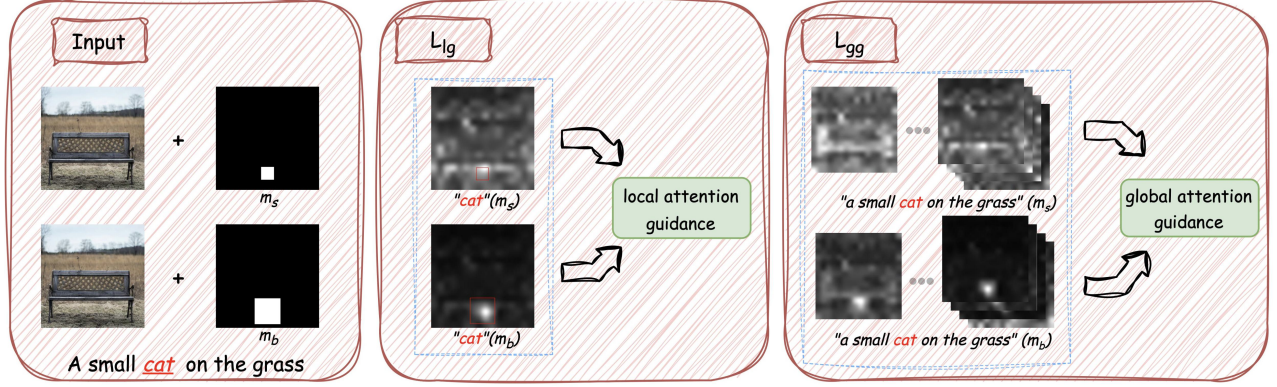 Input
+
m_s
+
m_b
A small cat on the grass
L_lg
"cat"(m_s)
"cat"(m_b)
local attention
guidance
L_gg
"a small cat on the grass" (m_s)
"a small cat on the grass" (m_b)
global attention
guidance